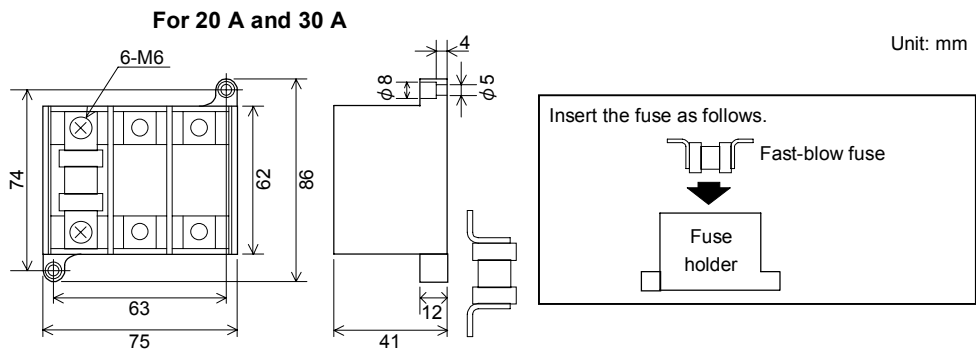 For 20 A and 30 A
Unit: mm
6-M6
4
φ8
φ5
74
62
86
63
75
12
41
Insert the fuse as follows.
Fast-blow fuse
Fuse
holder